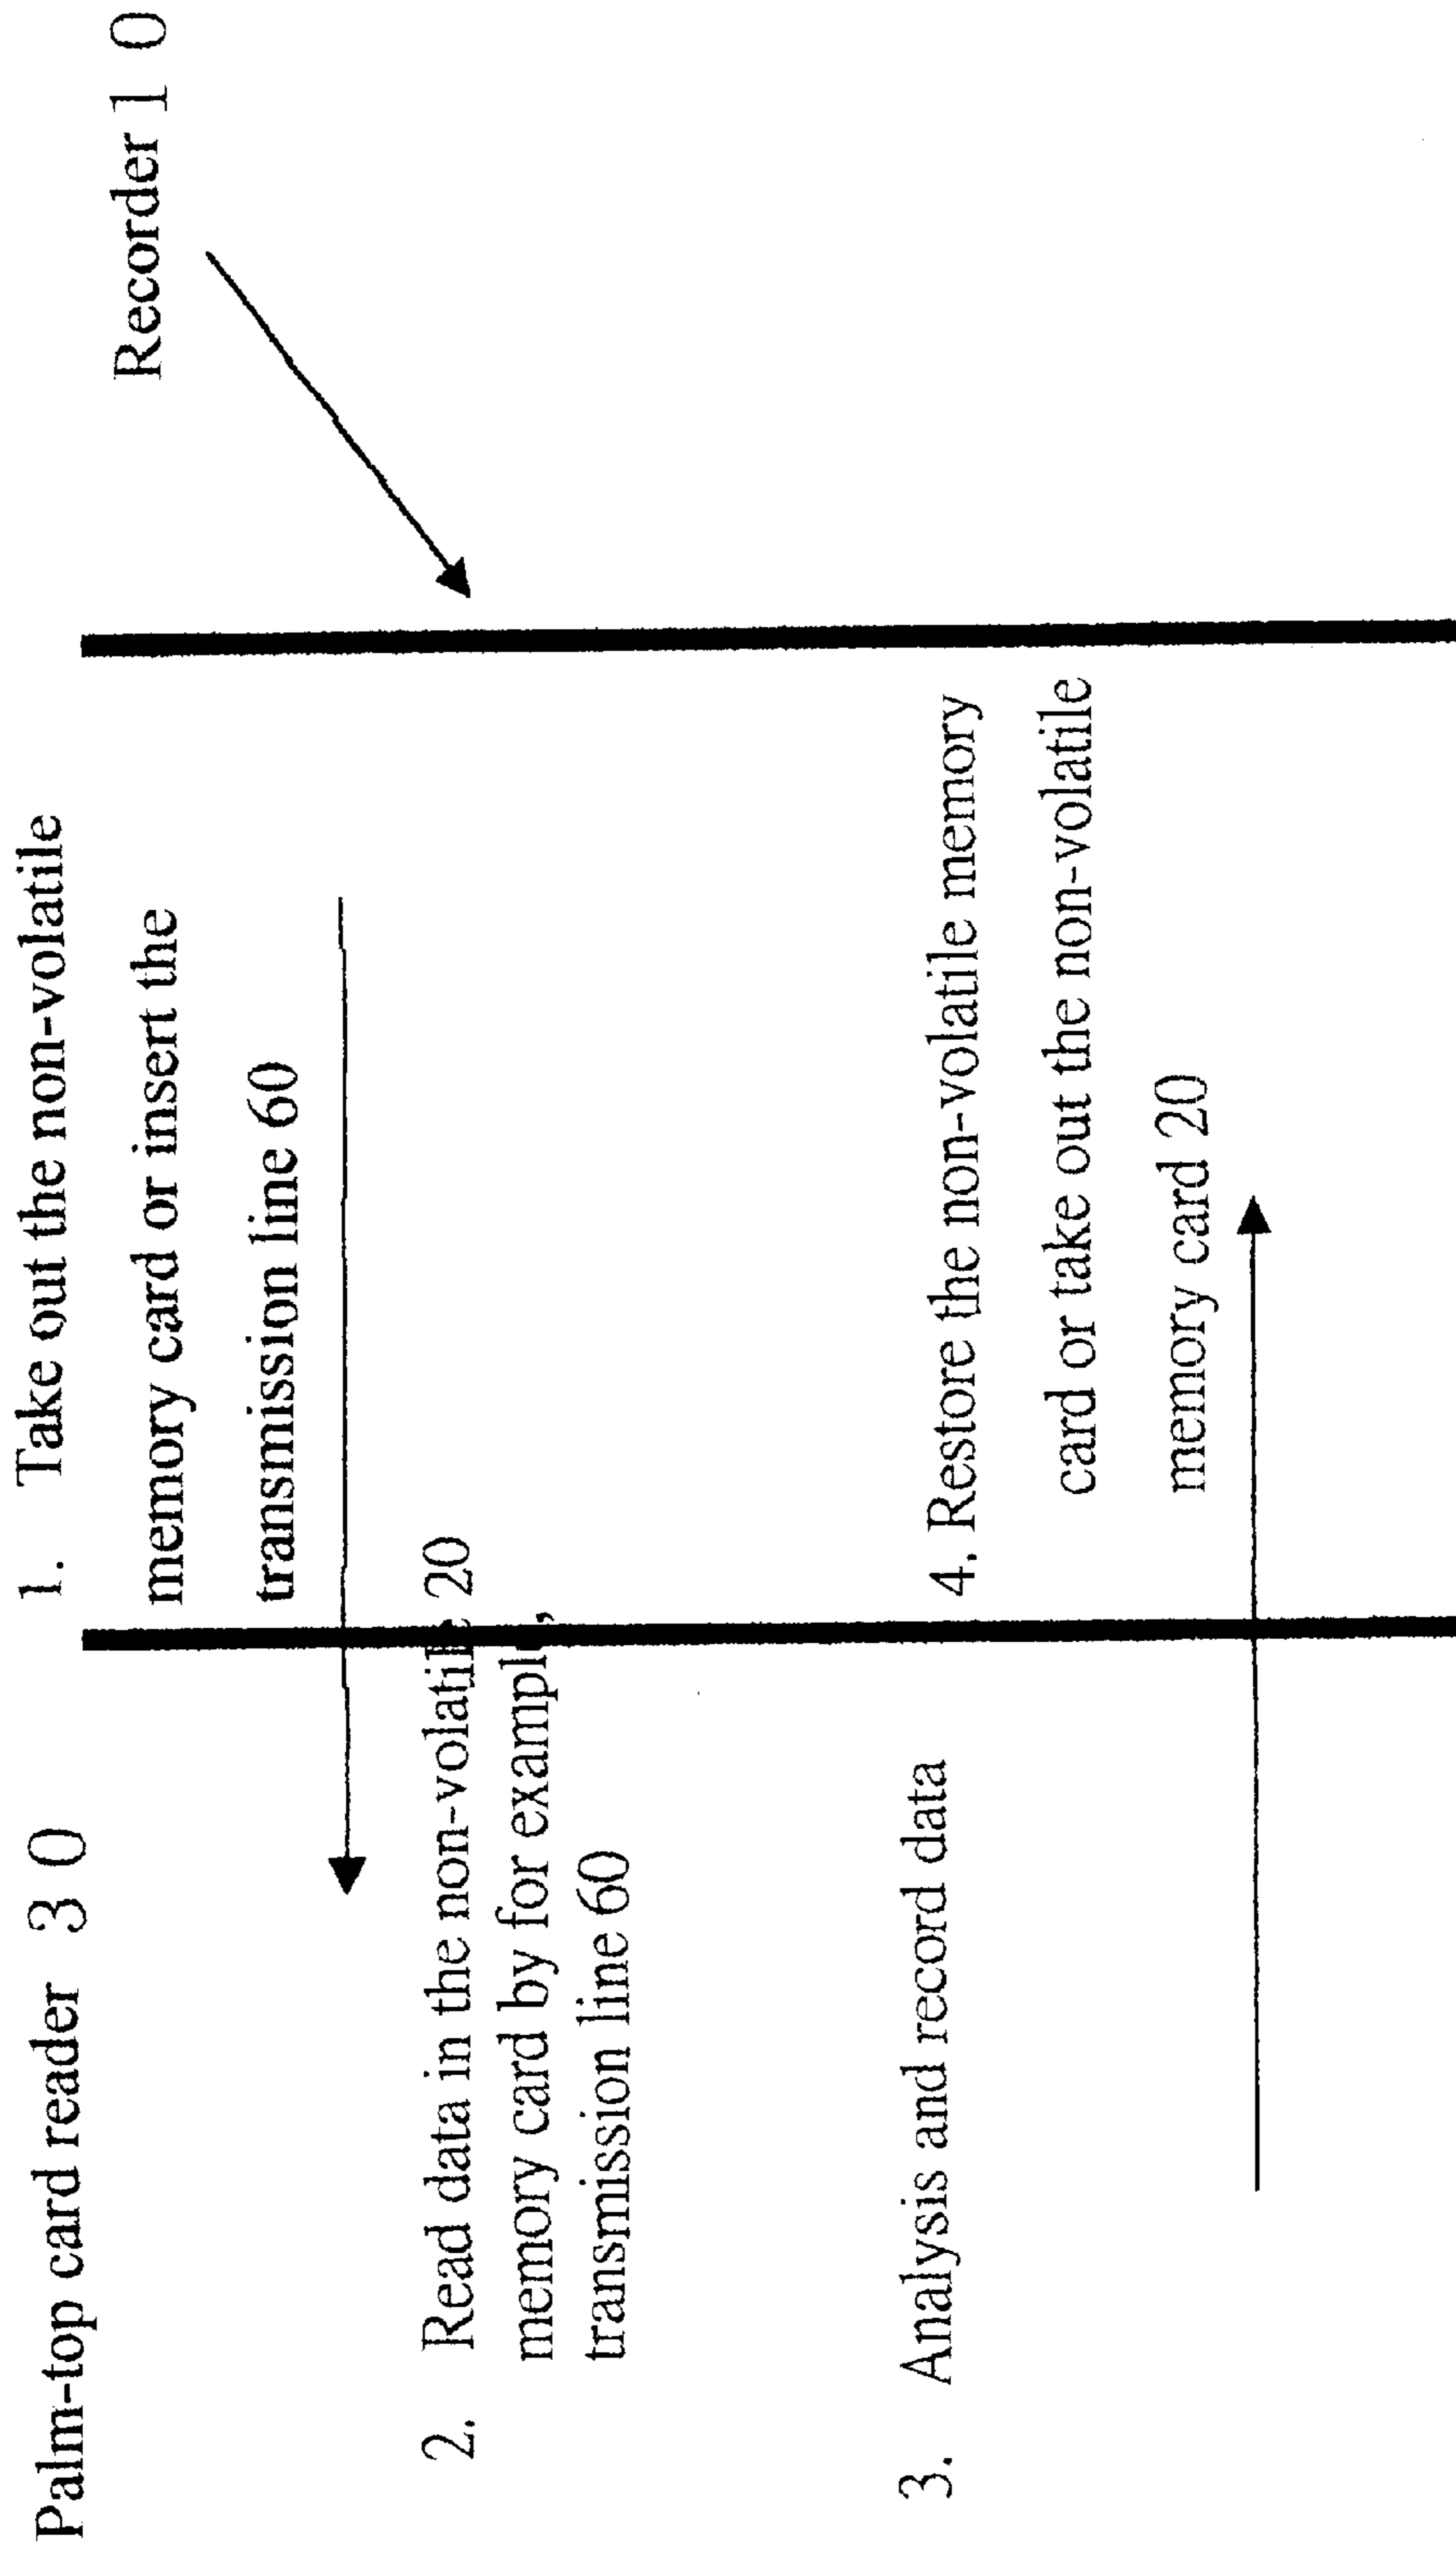 Palm-top card reader 3 0
1. Take out the non-volatile
memory card or insert the
transmission line 60
Recorder 1 0
2. Read data in the non-volatile 20
memory card by for example,
transmission line 60
3. Analysis and record data
4. Restore the non-volatile memory
card or take out the non-volatile
memory card 20